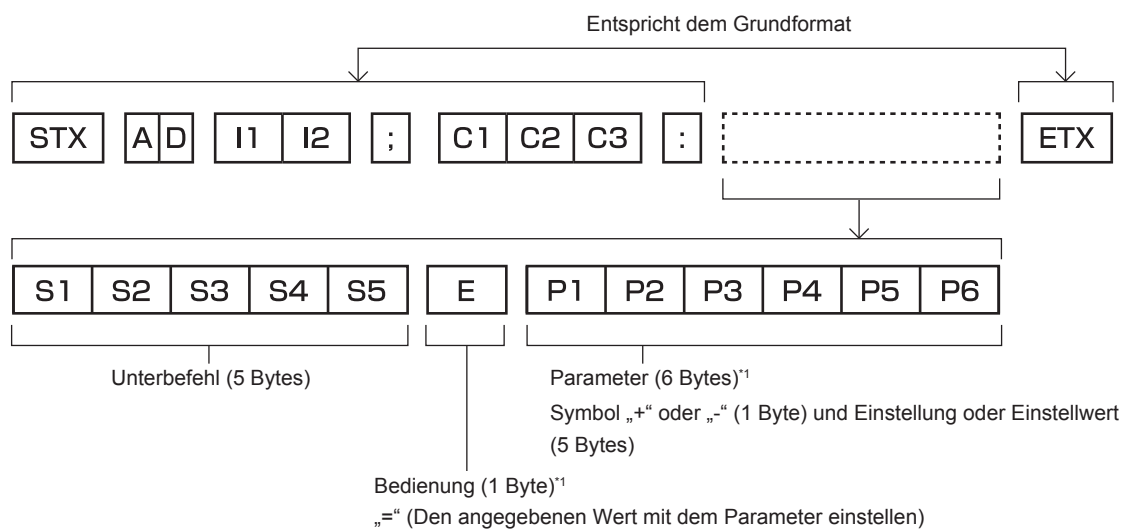 Entspricht dem Grundformat
STX A D I1 I2 ; C1 C2 C3 : ETX
S1 S2 S3 S4 S5 E P1 P2 P3 P4 P5 P6
Unterbefehl (5 Bytes)
Parameter (6 Bytes)*1
Symbol „+“ oder „-“ (1 Byte) und Einstellung oder Einstellwert
(5 Bytes)
Bedienung (1 Byte)*1
„=“ (Den angegebenen Wert mit dem Parameter einstellen)